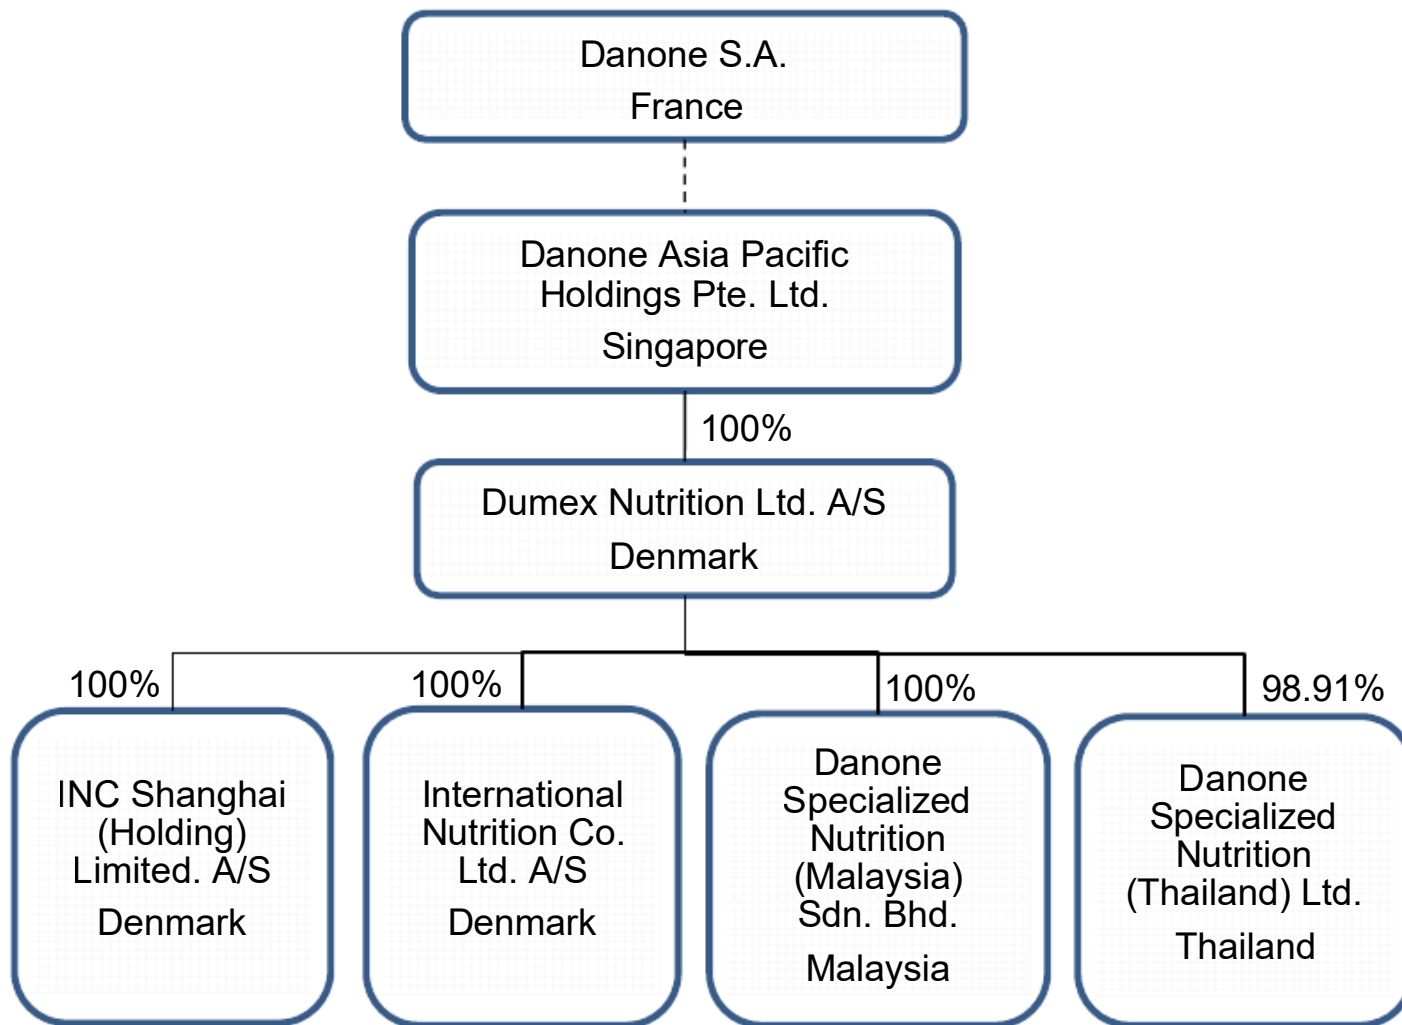 Danone S.A.
France
Danone Asia Pacific
Holdings Pte. Ltd.
Singapore
100%
Dumex Nutrition Ltd. A/S
Denmark
100%
100%
100%
98.91%
INC Shanghai
(Holding)
Limited. A/S
Denmark
International
Nutrition Co.
Ltd. A/S
Denmark
Danone
Specialized
Nutrition
(Malaysia)
Sdn. Bhd.
Malaysia
Danone
Specialized
Nutrition
(Thailand) Ltd.
Thailand